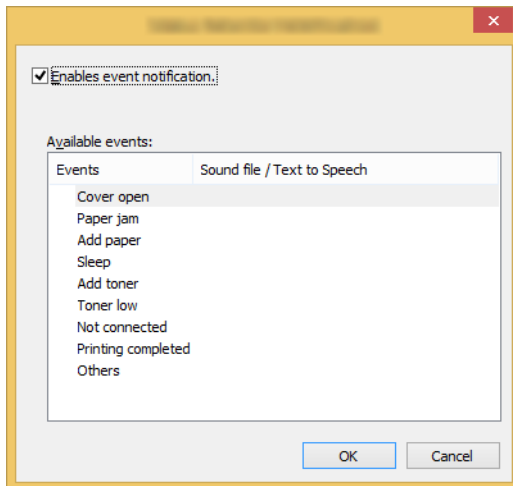 Enables event notification.
Available events:
Events Sound file / Text to Speech
Cover open
Paper jam
Add paper
Sleep
Add toner
Toner low
Not connected
Printing completed
Others
OK Cancel